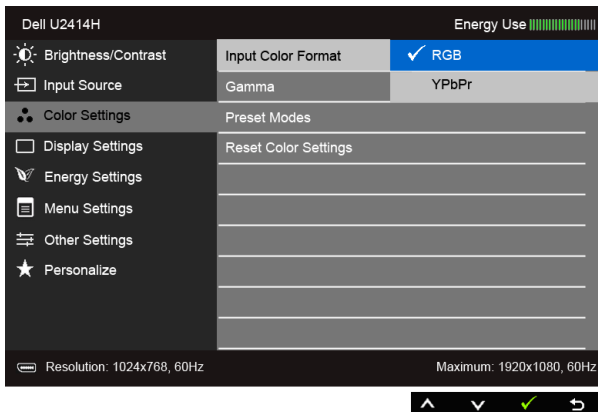 Dell U2414H Energy Use
Brightness/Contrast Input Color Format RGB
Input Source Gamma YPbPr
Color Settings Preset Modes
Display Settings Reset Color Settings
Energy Settings
Menu Settings
Other Settings
Personalize
Resolution: 1024x768, 60Hz Maximum: 1920x1080, 60Hz